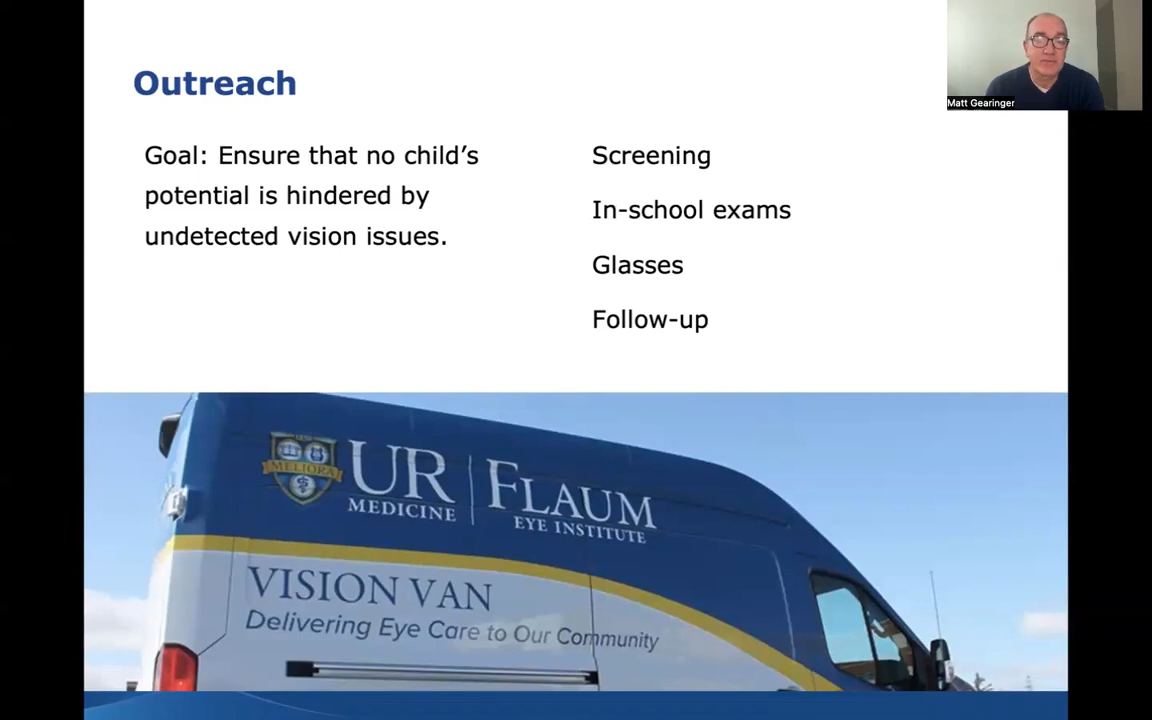 Outreach
Goal: Ensure that no child’s
potential is hindered by
undetected vision issues.
Screening
In-school exams
Glasses
Follow-up
Matt Gearinger
MELIORA
UR
MEDICINE
FLAUM
EYE INSTITUTE
VISION VAN
Delivering Eye Care to Our Community